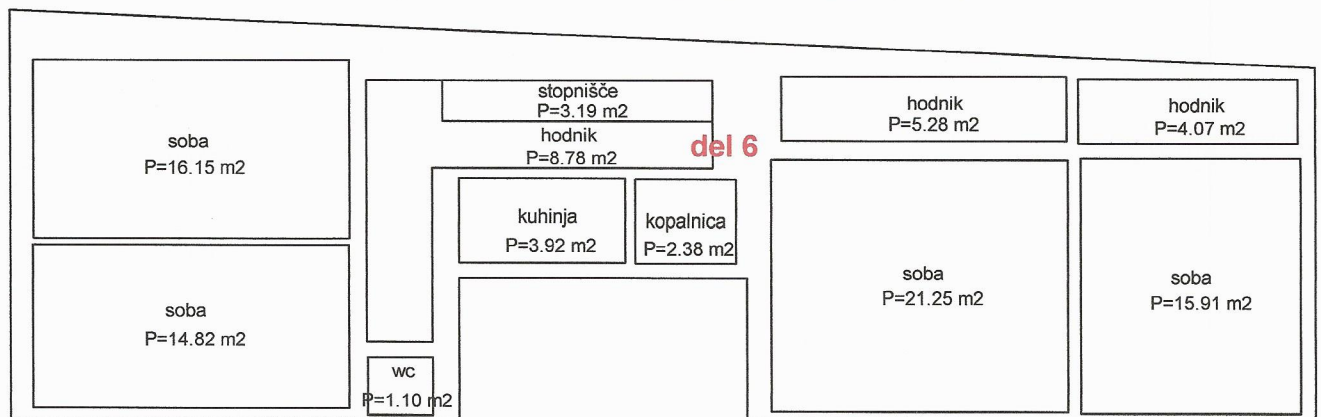 soba
P=16.15 m2
stopnišče
P=3.19 m2
hodnik
P=8.78 m2
del 6
hodnik
P=5.28 m2
hodnik
P=4.07 m2
kuhinja
P=3.92 m2
kopalnica
P=2.38 m2
soba
P=14.82 m2
wc
P=1.10 m2
soba
P=21.25 m2
soba
P=15.91 m2